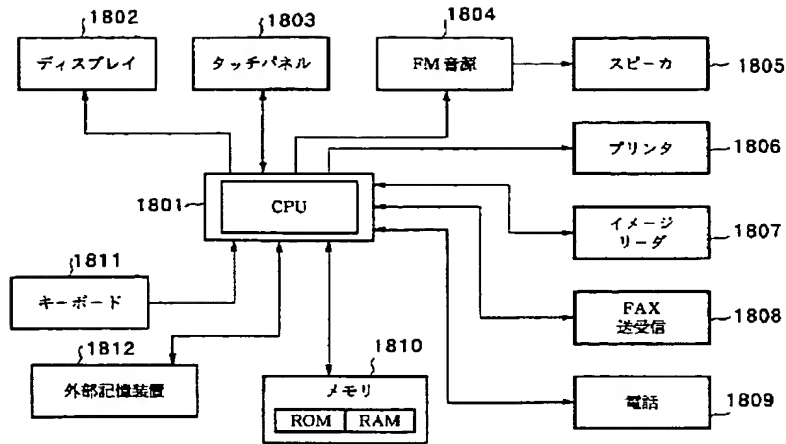 1802
ディスプレイ
1803
タッチパネル
1804
FM音源
スピーカ
1805
プリンタ
1806
1801
CPU
イメージ
リーダ
1807
1811
キーボード
FAX
送受信
1808
1812
外部記憶装置
1810
メモリ
ROM
RAM
電話
1809